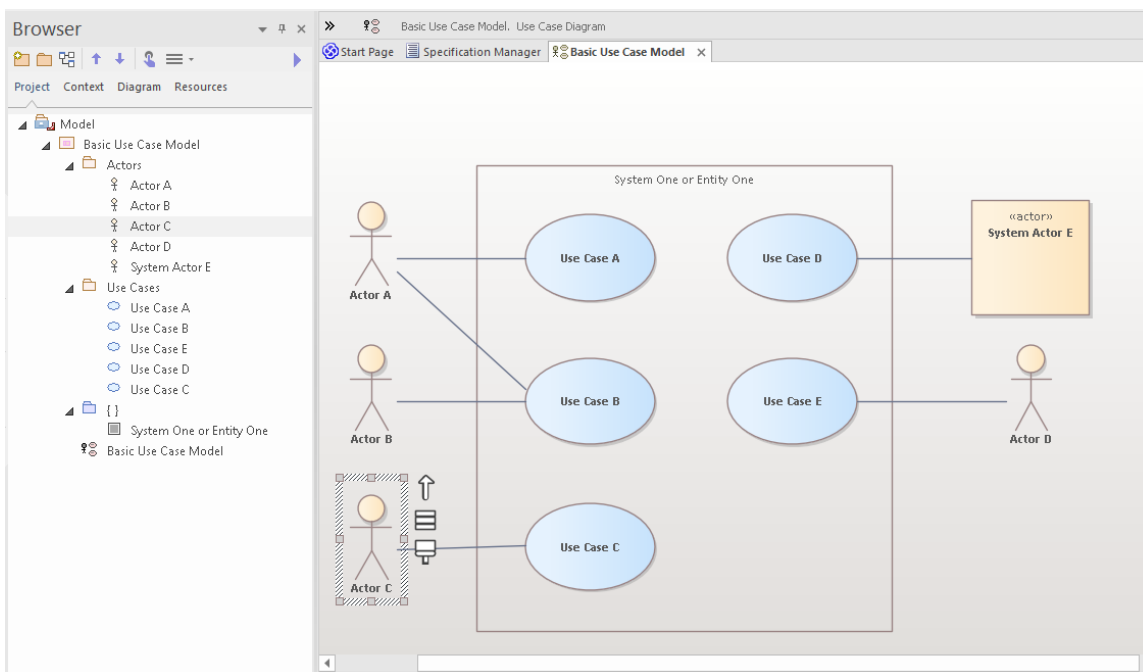 Browser
Project Context Diagram Resources
Model
Basic Use Case Model
Actors
Actor A
Actor B
Actor C
Actor D
System Actor E
Use Cases
Use Case A
Use Case B
Use Case E
Use Case D
Use Case C
{ }
System One or Entity One
Basic Use Case Model
Basic Use Case Model. Use Case Diagram
Start Page Specification Manager Basic Use Case Model
System One or Entity One
Actor A
Use Case A
Use Case D
«actor»
System Actor E
Actor B
Use Case B
Use Case E
Actor D
Actor C
Use Case C